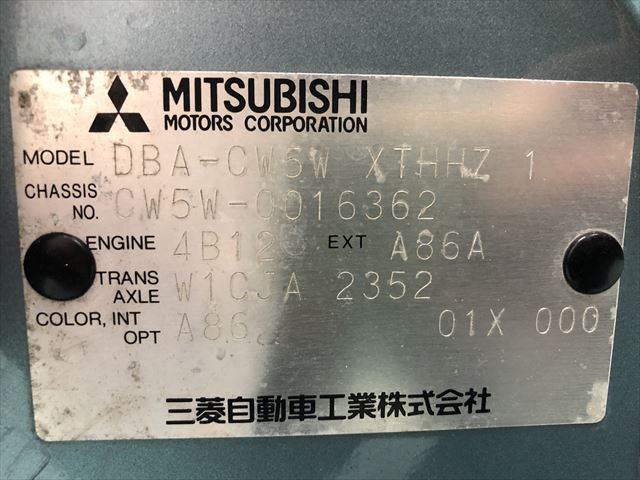 MITSUBISHI
MOTORS CORPORATION
MODEL DBA-CW5W XTHHZ 1
CHASSIS NO. CW5W-0016362
ENGINE 4B12 EXT A86A
TRANS AXLE W1CJA 2352
COLOR, INT OPT A86 01X 000
三菱自動車工業株式会社